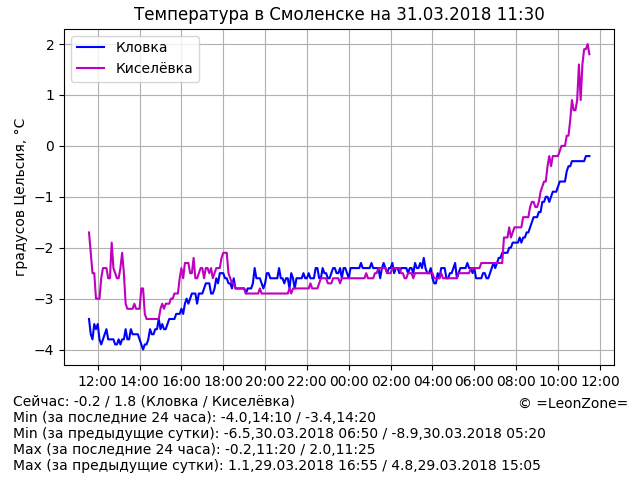 Температура в Смоленске на 31.03.2018 11:30
Кловка
Киселёвка
градусов Цельсия, °C
2
1
0
−1
−2
−3
−4
12:00 14:00 16:00 18:00 20:00 22:00 00:00 02:00 04:00 06:00 08:00 10:00 12:00
Сейчас: -0.2 / 1.8 (Кловка / Киселёвка)
© =LeonZone=
Min (за последние 24 часа): -4.0,14:10 / -3.4,14:20
Min (за предыдущие сутки): -6.5,30.03.2018 06:50 / -8.9,30.03.2018 05:20
Max (за последние 24 часа): -0.2,11:20 / 2.0,11:25
Max (за предыдущие сутки): 1.1,29.03.2018 16:55 / 4.8,29.03.2018 15:05